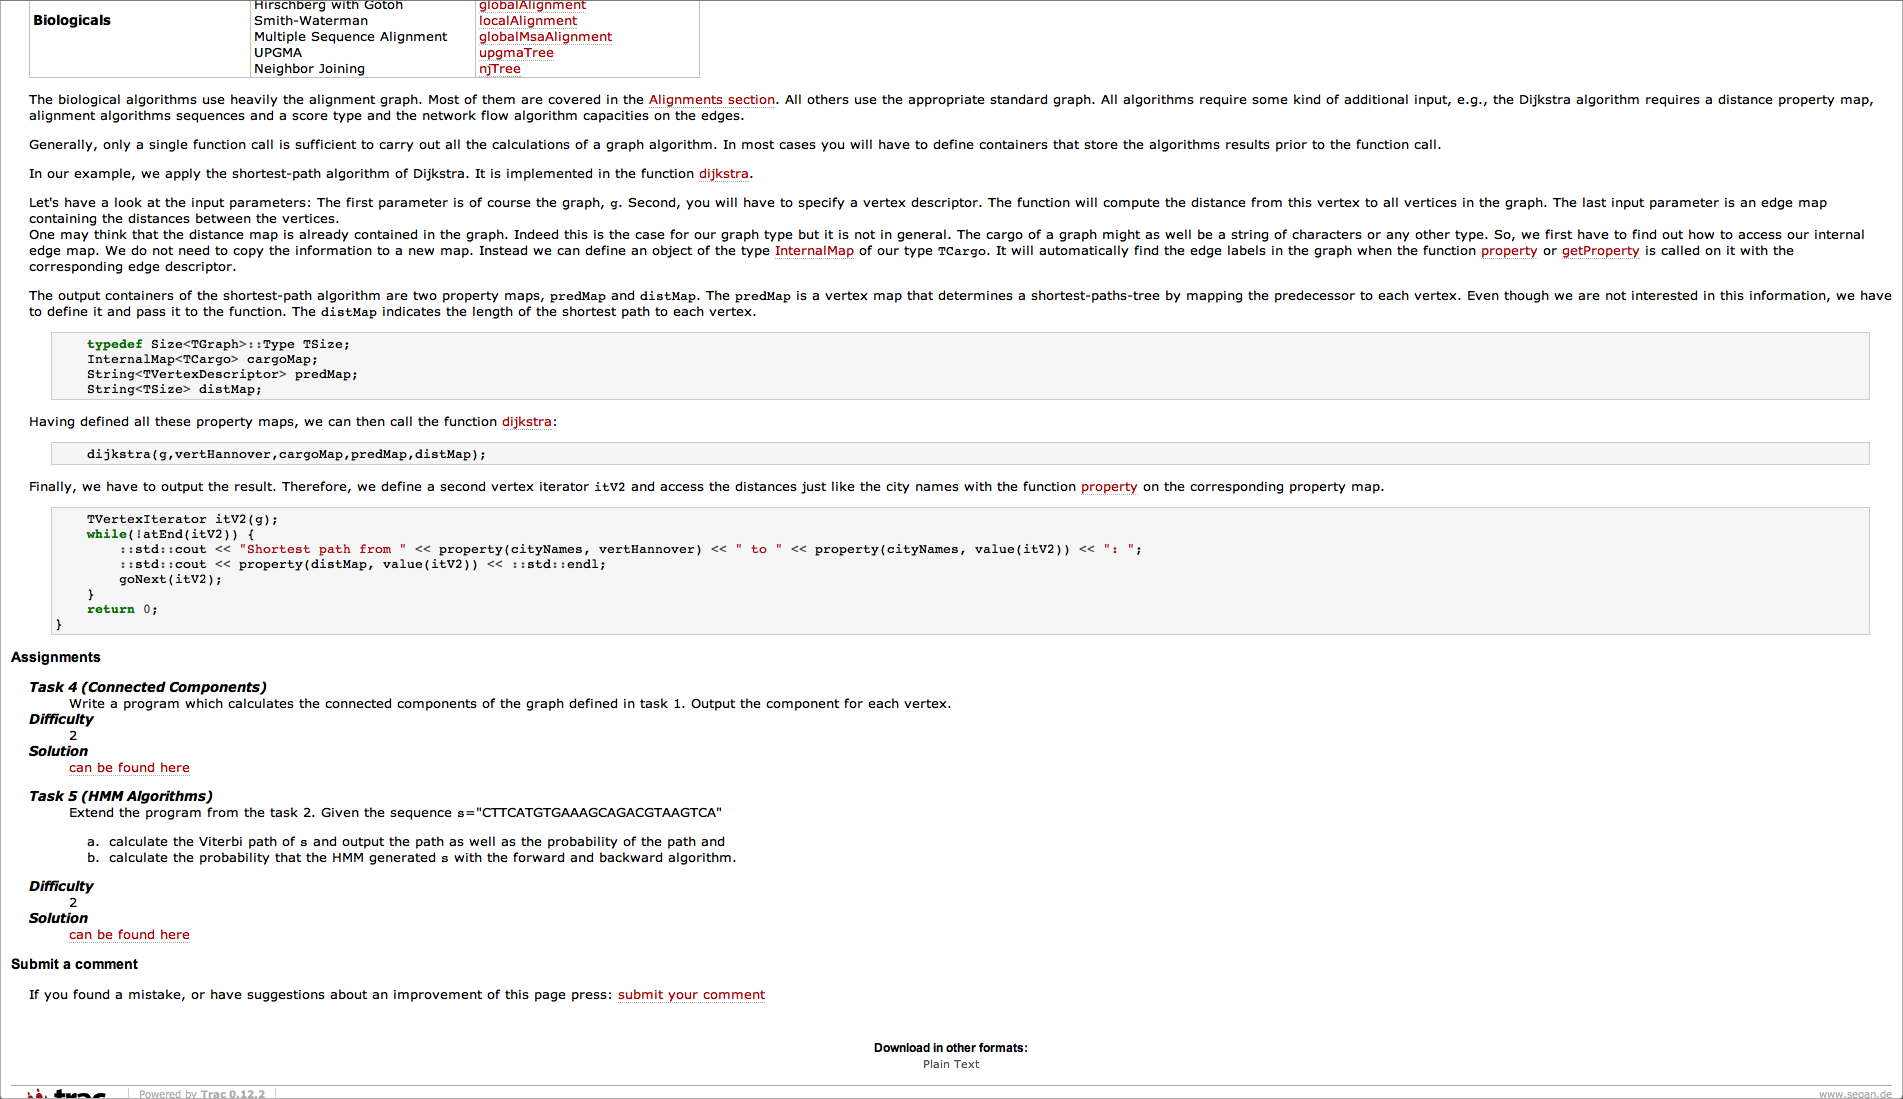 Hirschberg with Gotoh globalAlignment
Biologicals Smith-Waterman localAlignment
Multiple Sequence Alignment globalMsaAlignment
UPGMA upgmaTree
Neighbor Joining njTree
The biological algorithms use heavily the alignment graph. Most of them are covered in the Alignments section. All others use the appropriate standard graph. All algorithms require some kind of additional input, e.g., the Dijkstra algorithm requires a distance property map,
alignment algorithms sequences and a score type and the network flow algorithm capacities on the edges.
Generally, only a single function call is sufficient to carry out all the calculations of a graph algorithm. In most cases you will have to define containers that store the algorithms results prior to the function call.
In our example, we apply the shortest-path algorithm of Dijkstra. It is implemented in the function dijkstra.
Let's have a look at the input parameters: The first parameter is of course the graph, g. Second, you will have to specify a vertex descriptor. The function will compute the distance from this vertex to all vertices in the graph. The last input parameter is an edge map
containing the distances between the vertices.
One may think that the distance map is already contained in the graph. Indeed this is the case for our graph type but it is not in general. The cargo of a graph might as well be a string of characters or any other type. So, we first have to find out how to access our internal
edge map. We do not need to copy the information to a new map. Instead we can define an object of the type InternalMap of our type TCargo. It will automatically find the edge labels in the graph when the function property or getProperty is called on it with the
corresponding edge descriptor.
The output containers of the shortest-path algorithm are two property maps, predMap and distMap. The predMap is a vertex map that determines a shortest-paths-tree by mapping the predecessor to each vertex. Even though we are not interested in this information, we have
to define it and pass it to the function. The distMap indicates the length of the shortest path to each vertex.
typedef Size<TGraph>::Type TSize;
InternalMap<TCargo> cargoMap;
String<TVertexDescriptor> predMap;
String<TSize> distMap;
Having defined all these property maps, we can then call the function dijkstra:
dijkstra(g,vertHannover,cargoMap,predMap,distMap);
Finally, we have to output the result. Therefore, we define a second vertex iterator itV2 and access the distances just like the city names with the function property on the corresponding property map.
TVertexIterator itV2(g);
while(!atEnd(itV2)) {
::std::cout << "Shortest path from " << property(cityNames, vertHannover) << " to " << property(cityNames, value(itV2)) << ": ";
::std::cout << property(distMap, value(itV2)) << ::std::endl;
goNext(itV2);
}
return 0;
}
Assignments
Task 4 (Connected Components)
Write a program which calculates the connected components of the graph defined in task 1. Output the component for each vertex.
Difficulty
2
Solution
can be found here
Task 5 (HMM Algorithms)
Extend the program from the task 2. Given the sequence s="CTTCATGTGAAAGCAGACGTAAGTCA"
a. calculate the Viterbi path of s and output the path as well as the probability of the path and
b. calculate the probability that the HMM generated s with the forward and backward algorithm.
Difficulty
2
Solution
can be found here
Submit a comment
If you found a mistake, or have suggestions about an improvement of this page press: submit your comment
Download in other formats:
Plain Text
trac Powered by Trac 0.12.2 www.seqan.de